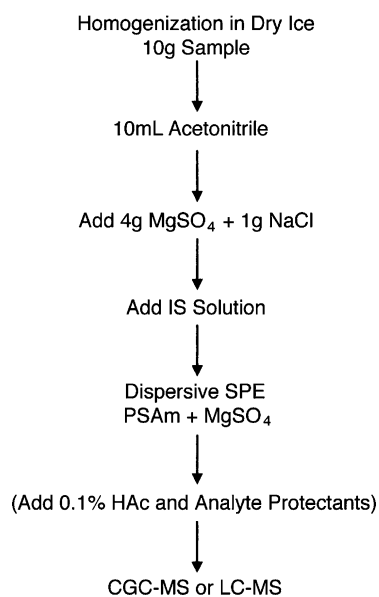 Homogenization in Dry Ice
10g Sample
10mL Acetonitrile
Add 4g MgSO₄ + 1g NaCl
Add IS Solution
Dispersive SPE
PSAm + MgSO₄
(Add 0.1% HAc and Analyte Protectants)
CGC-MS or LC-MS